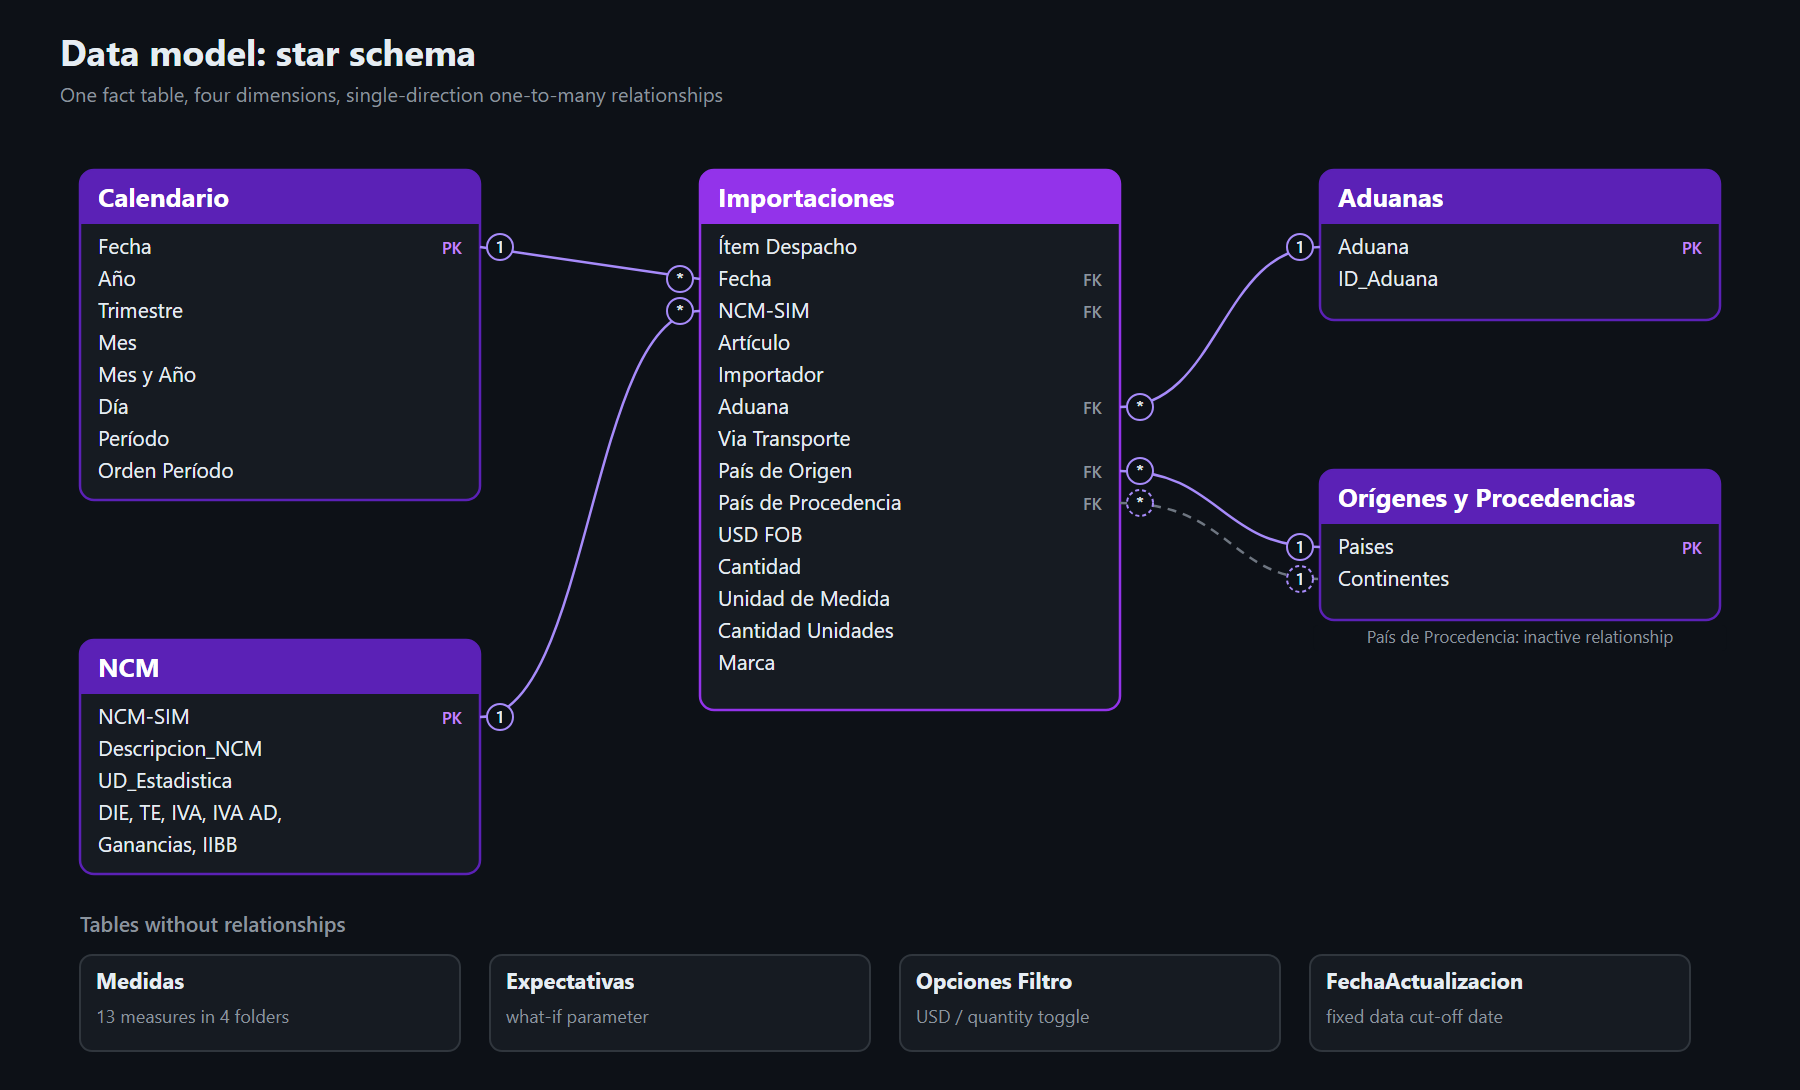 Data model: star schema
One fact table, four dimensions, single-direction one-to-many relationships
Calendario
Fecha PK 1
Año
Trimestre
Mes
Mes y Año
Día
Período
Orden Período
NCM
NCM-SIM PK 1
Descripcion_NCM
UD_Estadistica
DIE, TE, IVA, IVA AD,
Ganancias, IIBB
Importaciones
Ítem Despacho
* Fecha FK
* NCM-SIM FK
Artículo
Importador
Aduana FK *
Via Transporte
País de Origen FK *
País de Procedencia FK *
USD FOB
Cantidad
Unidad de Medida
Cantidad Unidades
Marca
Aduanas
1 Aduana PK
ID_Aduana
Orígenes y Procedencias
1 Paises PK
1 Continentes
País de Procedencia: inactive relationship
Tables without relationships
Medidas
13 measures in 4 folders
Expectativas
what-if parameter
Opciones Filtro
USD / quantity toggle
FechaActualizacion
fixed data cut-off date